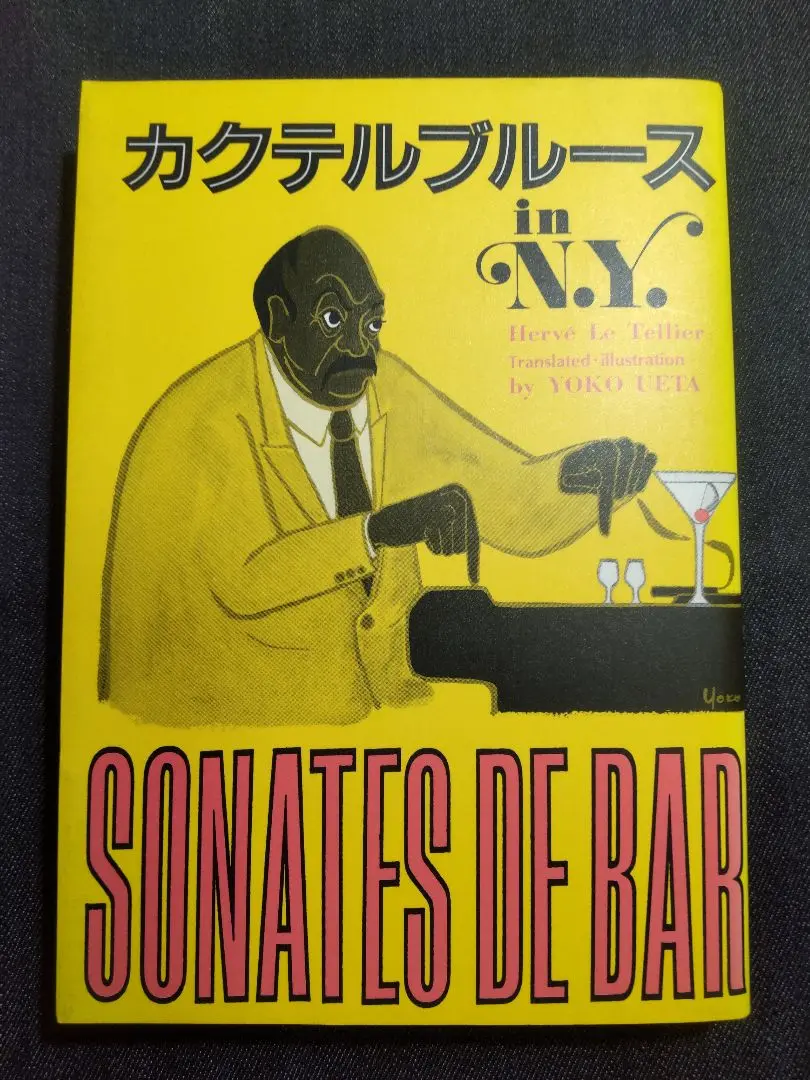 カクテルブルース
in
N.Y.
Hervé Le Tellier
Translated・illustration
by YOKO UETA
Yoko
SONATES DE BAR